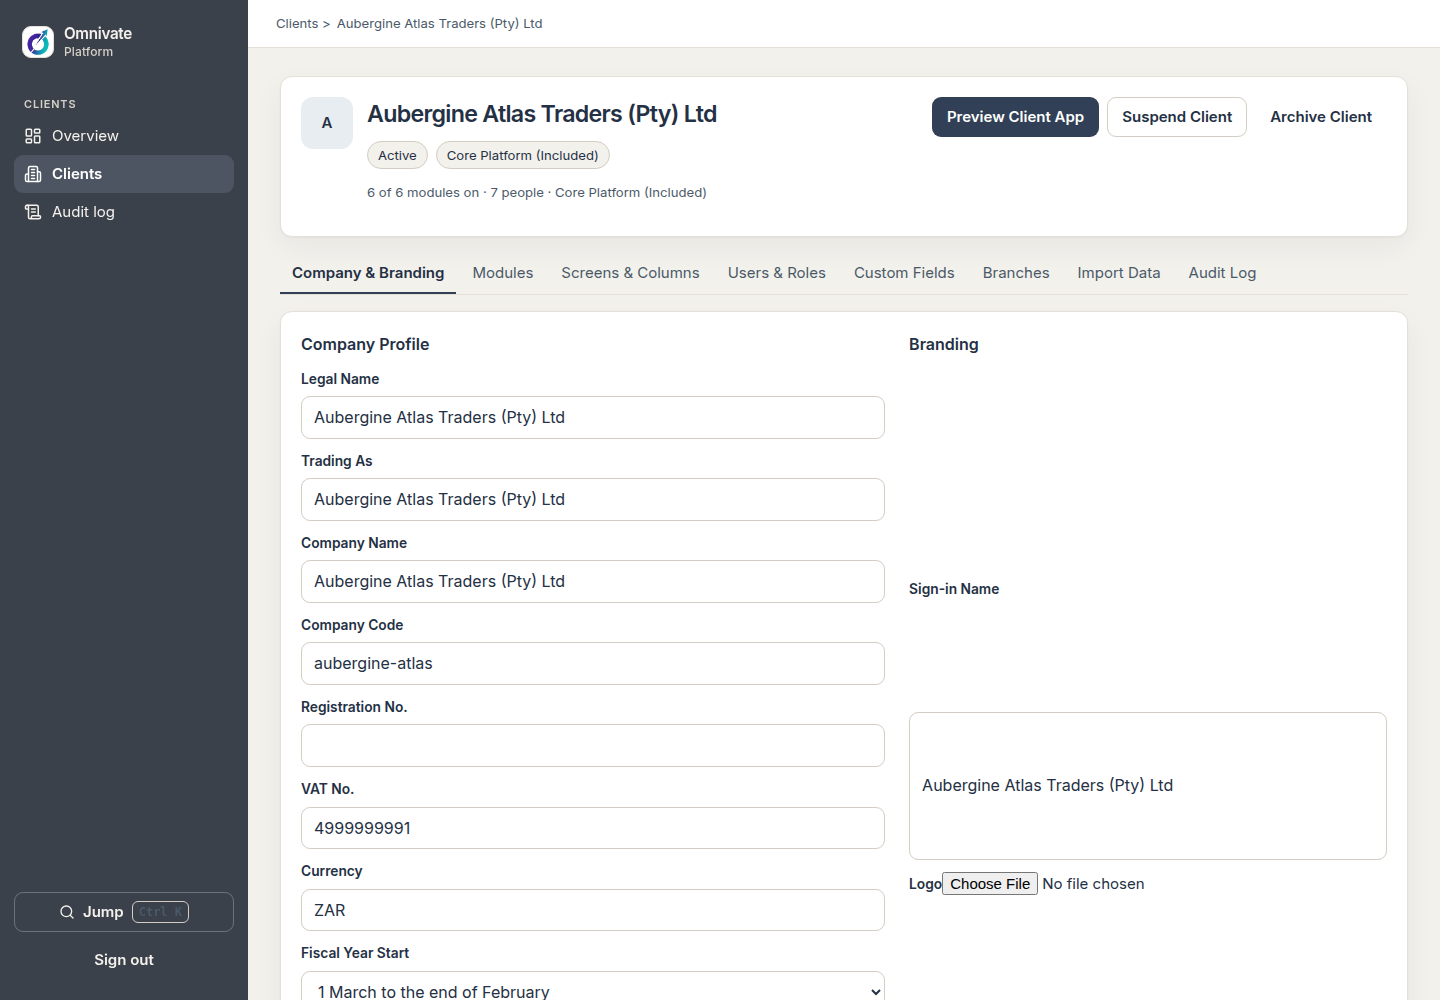 Omnivate
Platform
CLIENTS
Overview
Clients
Audit log
Jump Ctrl K
Sign out
Clients > Aubergine Atlas Traders (Pty) Ltd
A
Aubergine Atlas Traders (Pty) Ltd
Active
Core Platform (Included)
6 of 6 modules on · 7 people · Core Platform (Included)
Preview Client App
Suspend Client
Archive Client
Company & Branding
Modules
Screens & Columns
Users & Roles
Custom Fields
Branches
Import Data
Audit Log
Company Profile
Legal Name
Aubergine Atlas Traders (Pty) Ltd
Trading As
Aubergine Atlas Traders (Pty) Ltd
Company Name
Aubergine Atlas Traders (Pty) Ltd
Company Code
aubergine-atlas
Registration No.
VAT No.
4999999991
Currency
ZAR
Fiscal Year Start
1 March to the end of February
Branding
Sign-in Name
Aubergine Atlas Traders (Pty) Ltd
Logo Choose File No file chosen